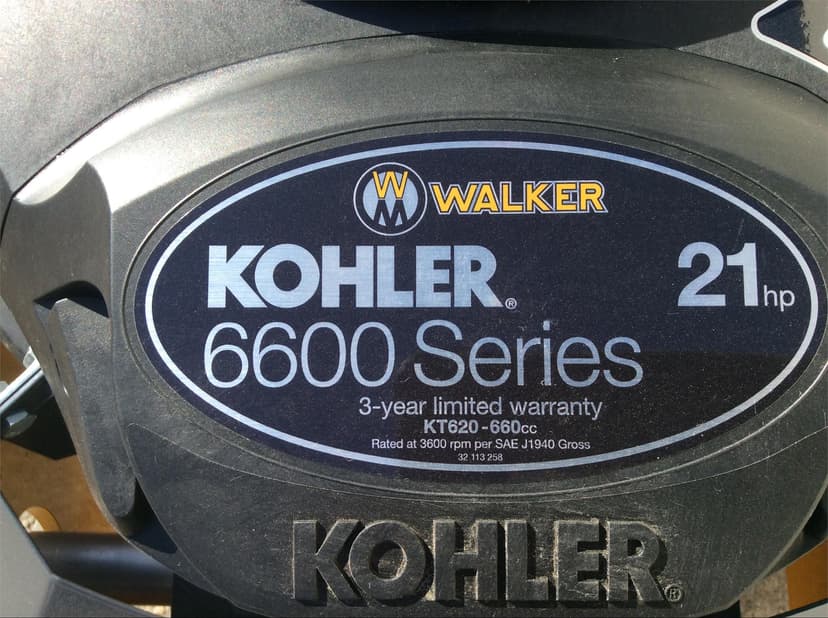 WM WALKER
KOHLER® 21hp
6600 Series
3-year limited warranty
KT620-660cc
Rated at 3600 rpm per SAE J1940 Gross
32 113 258
KOHLER®